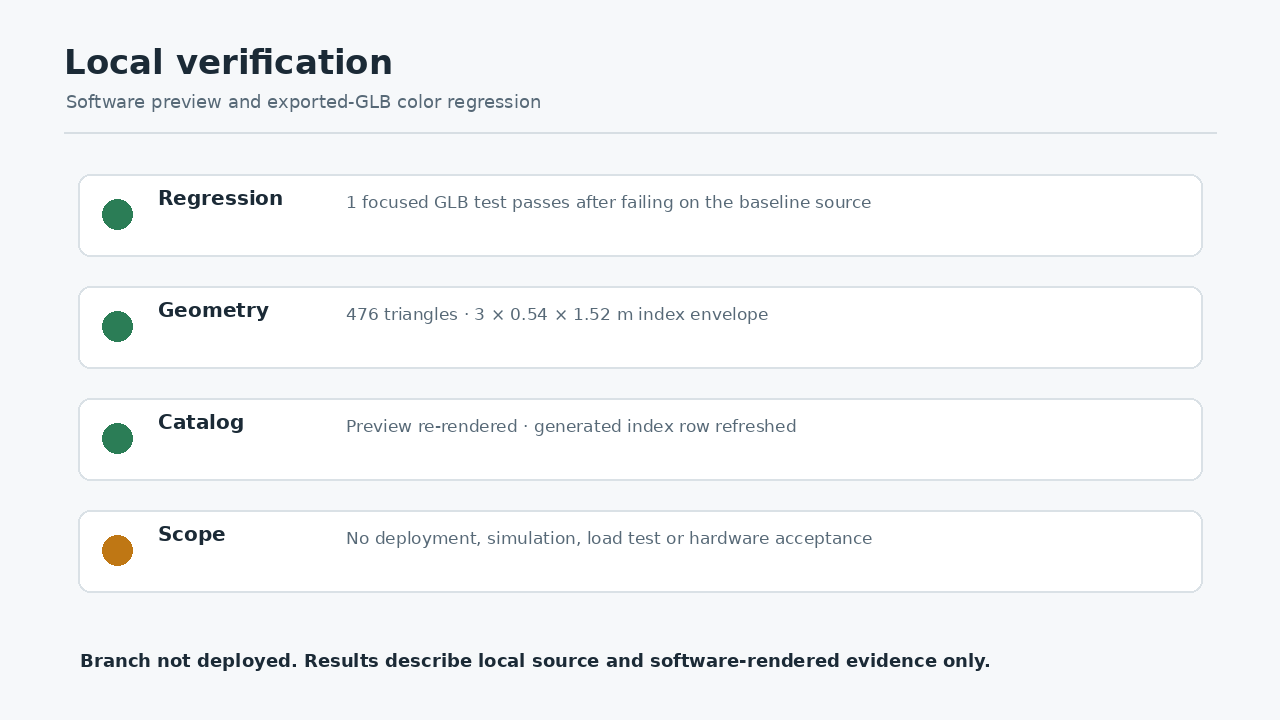 Local verification
Software preview and exported-GLB color regression
Regression
1 focused GLB test passes after failing on the baseline source
Geometry
476 triangles · 3 × 0.54 × 1.52 m index envelope
Catalog
Preview re-rendered · generated index row refreshed
Scope
No deployment, simulation, load test or hardware acceptance
Branch not deployed. Results describe local source and software-rendered evidence only.